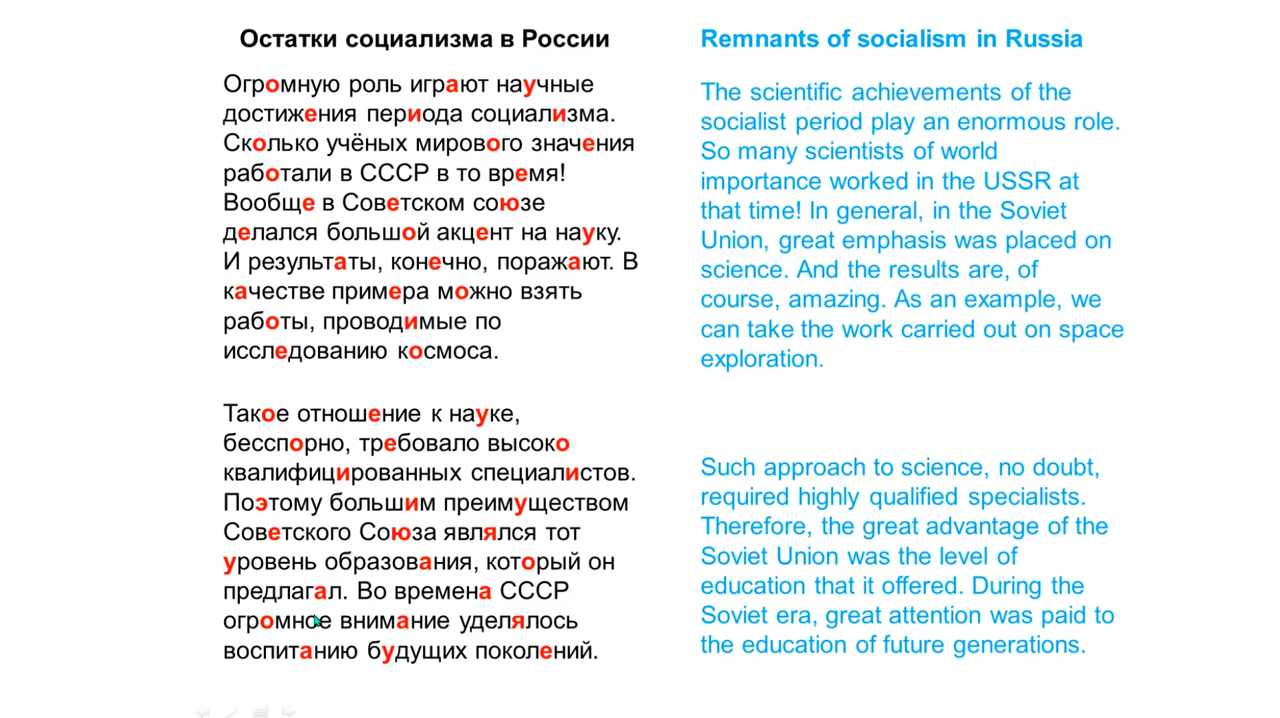 Остатки социализма в России
Огромную роль играют научные
достижения периода социализма.
Сколько учёных мирового значения
работали в СССР в то время!
Вообще в Советском союзе
делался большой акцент на науку.
И результаты, конечно, поражают. В
качестве примера можно взять
работы, проводимые по
исследованию космоса.
Такое отношение к науке,
бесспорно, требовало высоко
квалифицированных специалистов.
Поэтому большим преимуществом
Советского Союза являлся тот
уровень образования, который он
предлагал. Во времена СССР
огромное внимание уделялось
воспитанию будущих поколений.
Remnants of socialism in Russia
The scientific achievements of the
socialist period play an enormous role.
So many scientists of world
importance worked in the USSR at
that time! In general, in the Soviet
Union, great emphasis was placed on
science. And the results are, of
course, amazing. As an example, we
can take the work carried out on space
exploration.
Such approach to science, no doubt,
required highly qualified specialists.
Therefore, the great advantage of the
Soviet Union was the level of
education that it offered. During the
Soviet era, great attention was paid to
the education of future generations.